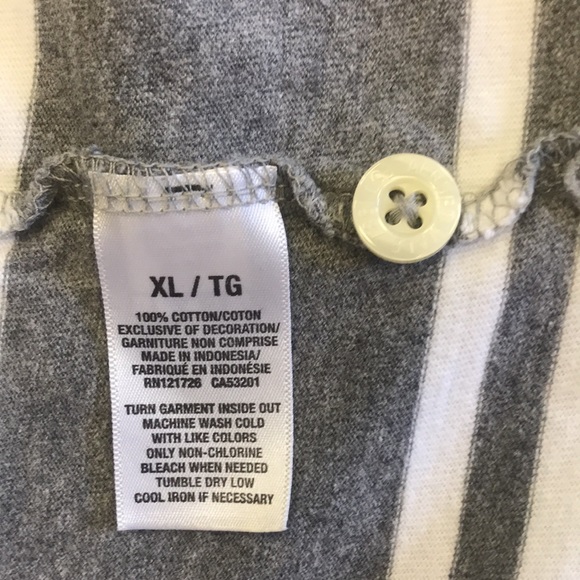 XL / TG
100% COTTON/COTON
EXCLUSIVE OF DECORATION/
GARNITURE NON COMPRISE
MADE IN INDONESIA/
FABRIQUÉ EN INDONÉSIE
RN121726 CA53201
TURN GARMENT INSIDE OUT
MACHINE WASH COLD
WITH LIKE COLORS
ONLY NON-CHLORINE
BLEACH WHEN NEEDED
TUMBLE DRY LOW
COOL IRON IF NECESSARY